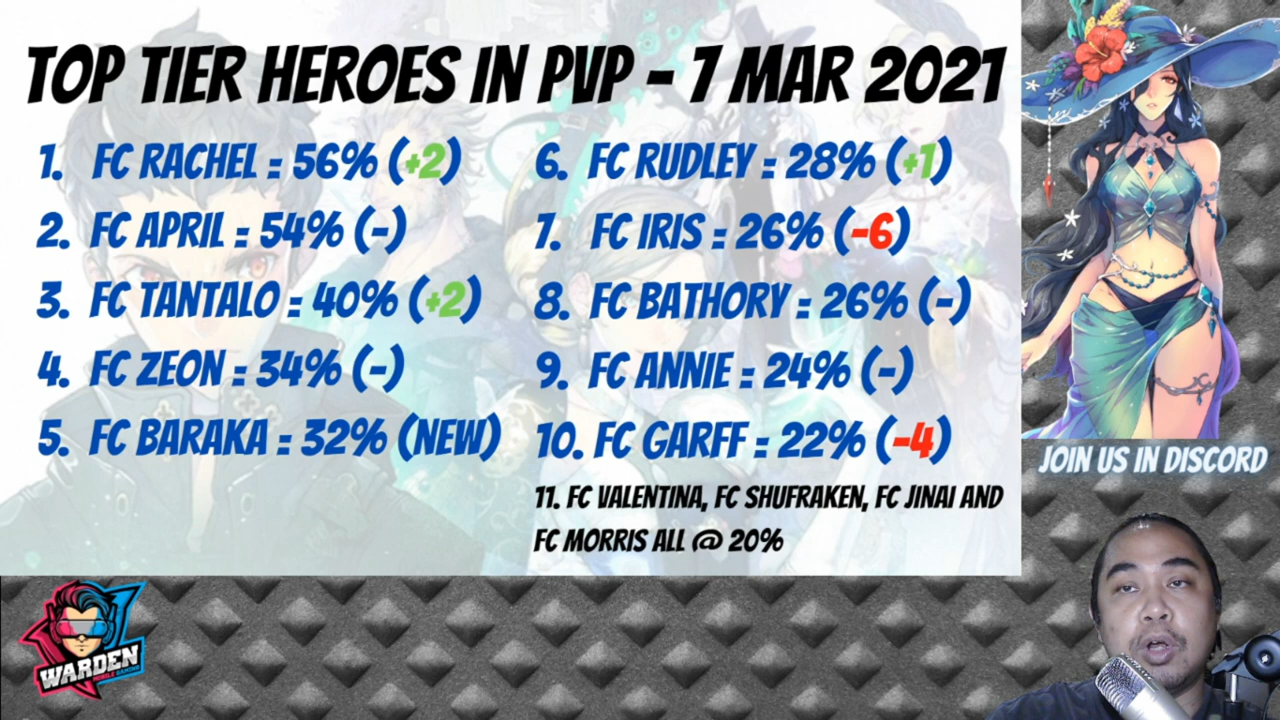 TOP TIER HEROES IN PVP - 7 MAR 2021
1. FC RACHEL = 56% (+2)
2. FC APRIL = 54% (-)
3. FC TANTALO = 40% (+2)
4. FC ZEON = 34% (-)
5. FC BARAKA = 32% (NEW)
6. FC RUDLEY = 28% (+1)
7. FC IRIS = 26% (-6)
8. FC BATHORY = 26% (-)
9. FC ANNIE = 24% (-)
10. FC GARFF = 22% (-4)
11. FC VALENTINA, FC SHUFRAKEN, FC JINAI AND
FC MORRIS ALL @ 20%
JOIN US IN DISCORD
WARDEN
MOBILE GAMING